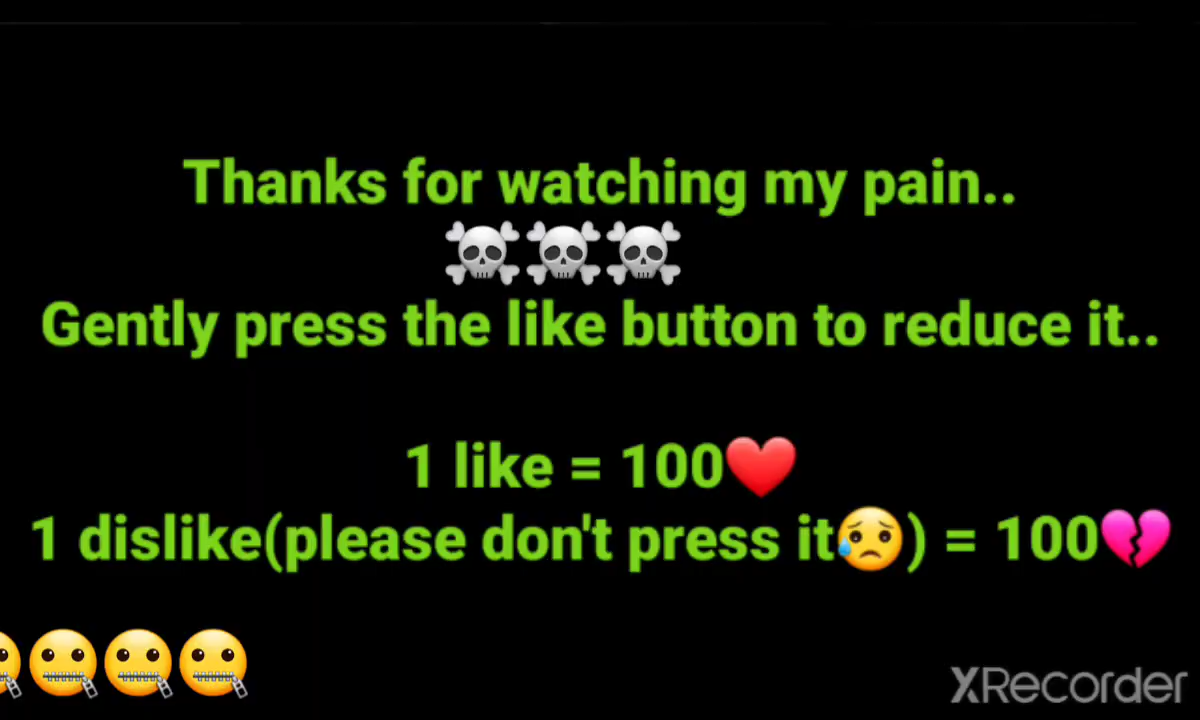 Thanks for watching my pain..
☠️☠️☠️
Gently press the like button to reduce it..
1 like = 100❤️
1 dislike(please don't press it😥) = 100💔
🤐🤐🤐🤐
XRecorder